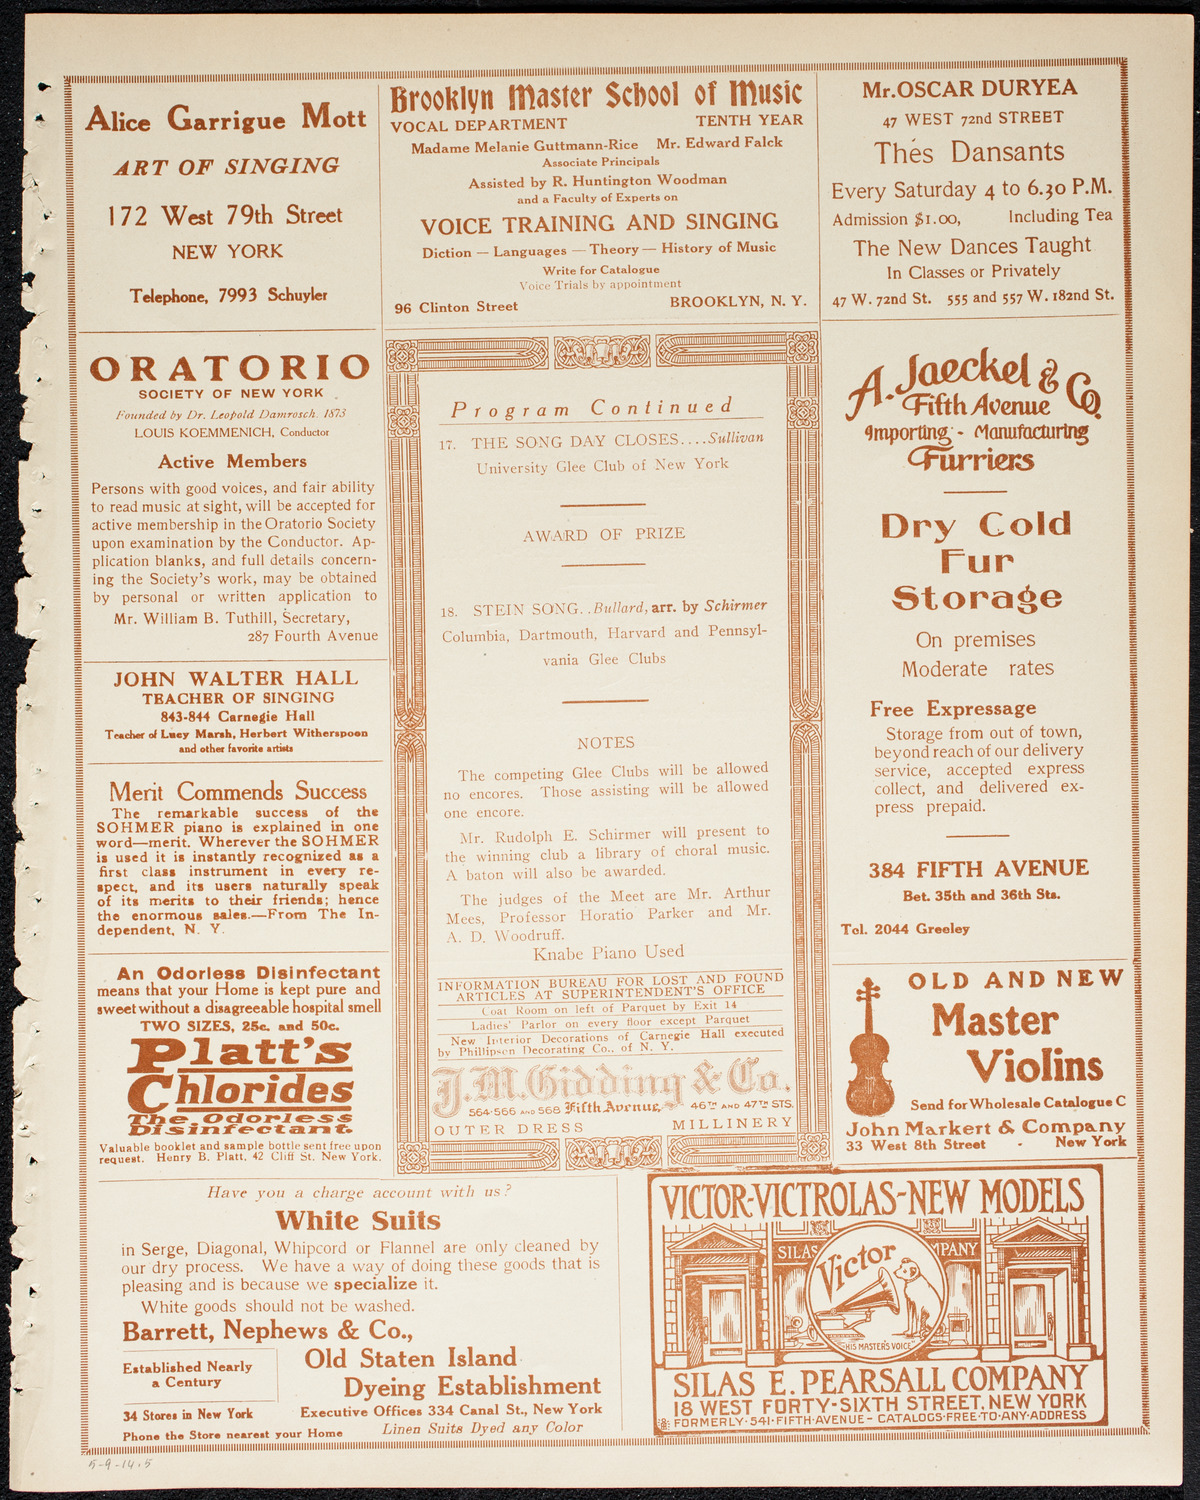 Alice Garrigue Mott
ART OF SINGING
172 West 79th Street
NEW YORK
Telephone, 7993 Schuyler
Brooklyn Master School of Music
VOCAL DEPARTMENT TENTH YEAR
Madame Melanie Guttmann-Rice Mr. Edward Falck
Associate Principals
Assisted by R. Huntington Woodman
and a Faculty of Experts on
VOICE TRAINING AND SINGING
Diction — Languages — Theory — History of Music
Write for Catalogue
Voice Trials by appointment
96 Clinton Street BROOKLYN, N. Y.
Mr. OSCAR DURYEA
47 WEST 72nd STREET
Thés Dansants
Every Saturday 4 to 6.30 P.M.
Admission $1.00, Including Tea
The New Dances Taught
In Classes or Privately
47 W. 72nd St. 555 and 557 W. 182nd St.
ORATORIO
SOCIETY OF NEW YORK
Founded by Dr. Leopold Damrosch, 1873
LOUIS KOEMMENICH, Conductor
Active Members
Persons with good voices, and fair ability
to read music at sight, will be accepted for
active membership in the Oratorio Society
upon examination by the Conductor. Ap-
plication blanks, and full details concern-
ing the Society's work, may be obtained
by personal or written application to
Mr. William B. Tuthill, Secretary,
287 Fourth Avenue
JOHN WALTER HALL
TEACHER OF SINGING
843-844 Carnegie Hall
Teacher of Lucy Marsh, Herbert Witherspoon
and other favorite artists
Merit Commends Success
The remarkable success of the
SOHMER piano is explained in one
word—merit. Wherever the SOHMER
is used it is instantly recognized as a
first class instrument in every re-
spect, and its users naturally speak
of its merits to their friends; hence
the enormous sales.—From The In-
dependent, N. Y.
An Odorless Disinfectant
means that your Home is kept pure and
sweet without a disagreeable hospital smell
TWO SIZES, 25c. and 50c.
Platt's
Chlorides
The Odorless
Disinfectant.
Valuable booklet and sample bottle sent free upon
request. Henry B. Platt, 42 Cliff St. New York.
Program Continued
17. THE SONG DAY CLOSES....Sullivan
University Glee Club of New York
AWARD OF PRIZE
18. STEIN SONG..Bullard, arr. by Schirmer
Columbia, Dartmouth, Harvard and Pennsyl-
vania Glee Clubs
NOTES
The competing Glee Clubs will be allowed
no encores. Those assisting will be allowed
one encore.
Mr. Rudolph E. Schirmer will present to
the winning club a library of choral music.
A baton will also be awarded.
The judges of the Meet are Mr. Arthur
Mees, Professor Horatio Parker and Mr.
A. D. Woodruff.
Knabe Piano Used
INFORMATION BUREAU FOR LOST AND FOUND
ARTICLES AT SUPERINTENDENT'S OFFICE
Coat Room on left of Parquet by Exit 14
Ladies' Parlor on every floor except Parquet
New Interior Decorations of Carnegie Hall executed
by Phillipson Decorating Co., of N. Y.
J.M. Gidding & Co.
564-566 AND 568 Fifth Avenue, 46TH AND 47TH STS.
OUTER DRESS MILLINERY
A. Jaeckel & Co.
Fifth Avenue
Importing - Manufacturing
Furriers
Dry Cold
Fur
Storage
On premises
Moderate rates
Free Expressage
Storage from out of town,
beyond reach of our delivery
service, accepted express
collect, and delivered ex-
press prepaid.
384 FIFTH AVENUE
Bet. 35th and 36th Sts.
Tel. 2044 Greeley
OLD AND NEW
Master
Violins
Send for Wholesale Catalogue C
John Markert & Company
33 West 8th Street - New York
Have you a charge account with us?
White Suits
in Serge, Diagonal, Whipcord or Flannel are only cleaned by
our dry process. We have a way of doing these goods that is
pleasing and is because we specialize it.
White goods should not be washed.
Barrett, Nephews & Co.,
Old Staten Island
Dyeing Establishment
Established Nearly
a Century
34 Stores in New York
Executive Offices 334 Canal St., New York
Phone the Store nearest your Home
Linen Suits Dyed any Color
VICTOR-VICTROLAS-NEW MODELS
SILAS MPANY
Victor
"HIS MASTER'S VOICE"
SILAS E. PEARSALL COMPANY
18 WEST FORTY-SIXTH STREET, NEW YORK
FORMERLY·541·FIFTH·AVENUE- CATALOGS·FREE·TO·ANY·ADDRESS
5-9-14.5